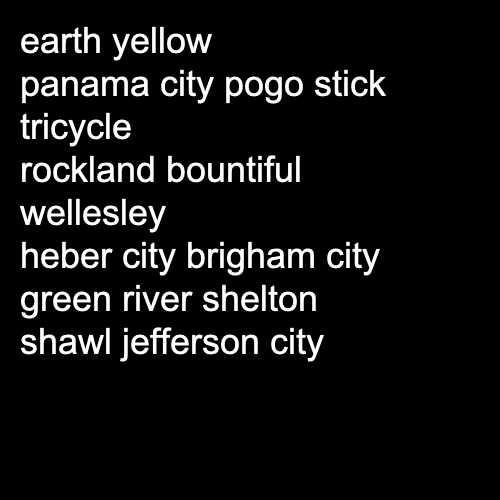 earth yellow
panama city pogo stick
tricycle
rockland bountiful
wellesley
heber city brigham city
green river shelton
shawl jefferson city